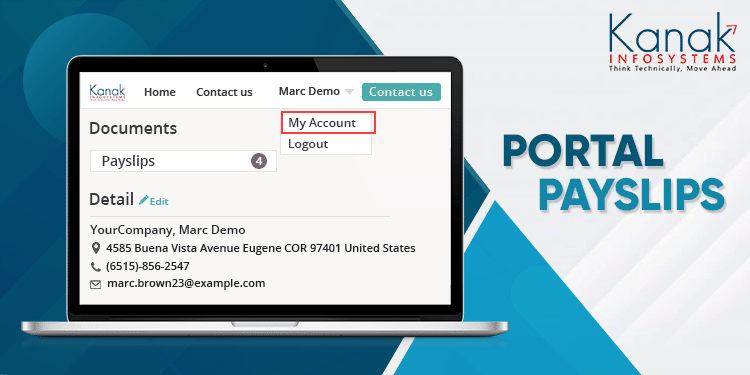 Kanak
INFOSYSTEMS
Think Technically, Move Ahead
Kanak
INFOSYSTEMS
Home
Contact us
Marc Demo
Contact us
My Account
Logout
Documents
Payslips
4
Detail
Edit
YourCompany, Marc Demo
4585 Buena Vista Avenue Eugene COR 97401 United States
(6515)-856-2547
marc.brown23@example.com
PORTAL
PAYSLIPS